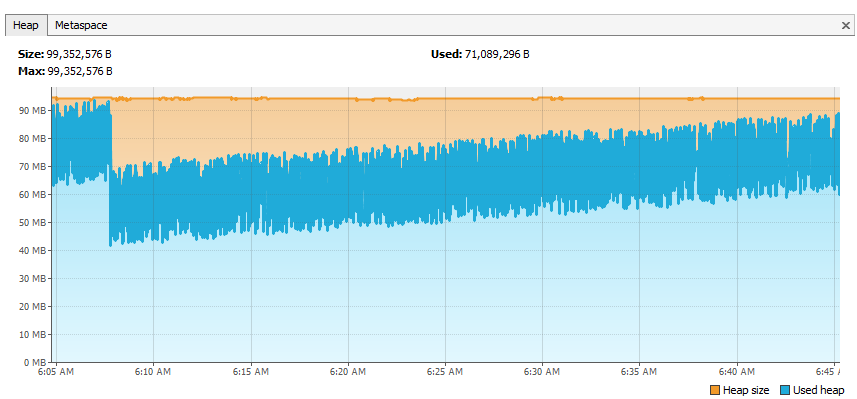 Heap Metaspace ×
Size: 99,352,576 B Used: 71,089,296 B
Max: 99,352,576 B
90 MB
80 MB
70 MB
60 MB
50 MB
40 MB
30 MB
20 MB
10 MB
0 MB
6:05 AM 6:10 AM 6:15 AM 6:20 AM 6:25 AM 6:30 AM 6:35 AM 6:40 AM 6:45 A
Heap size Used heap